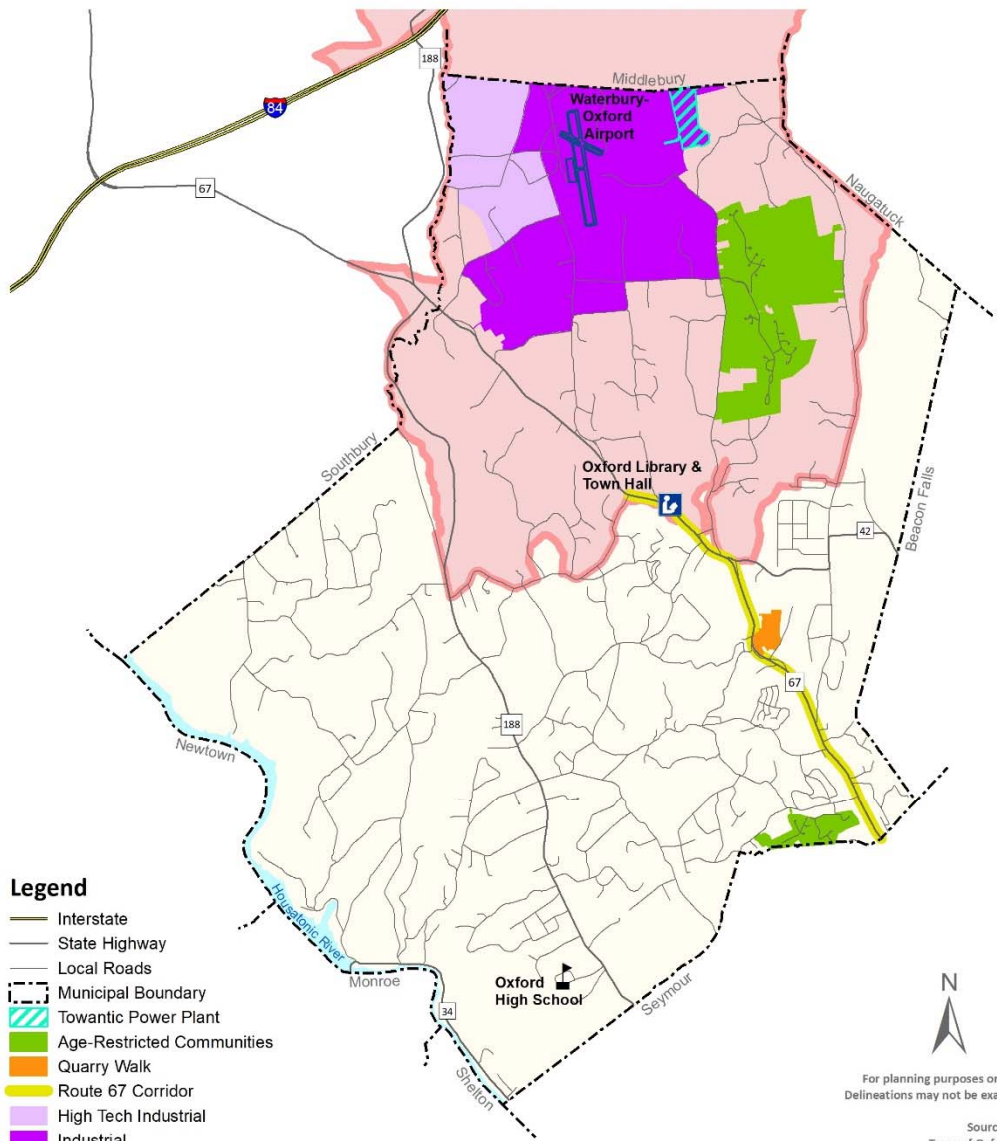 188
Middlebury
84
Waterbury-
Oxford
Airport
67
Naugatuck
Southbury
Oxford Library &
Town Hall
42
Beacon Falls
67
188
Newtown
Housatonic River
Monroe
34
Oxford
High School
Seymour
Shelton
Legend
Interstate
State Highway
Local Roads
Municipal Boundary
Towantic Power Plant
Age-Restricted Communities
Quarry Walk
Route 67 Corridor
High Tech Industrial
Industrial
N
For planning purposes on
Delineations may not be exa
Sourc